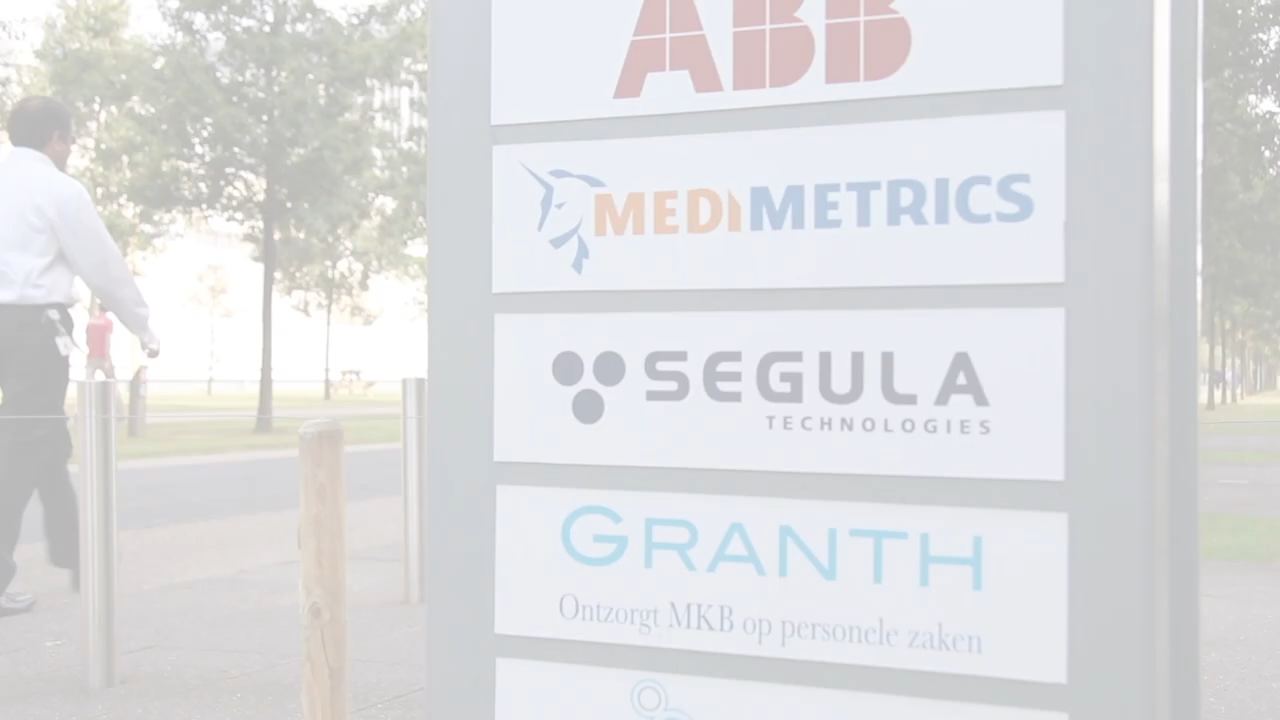 ABB
MEDIMETRICS
SEGULA
TECHNOLOGIES
GRANTH
Ontzorgt MKB op personele zaken